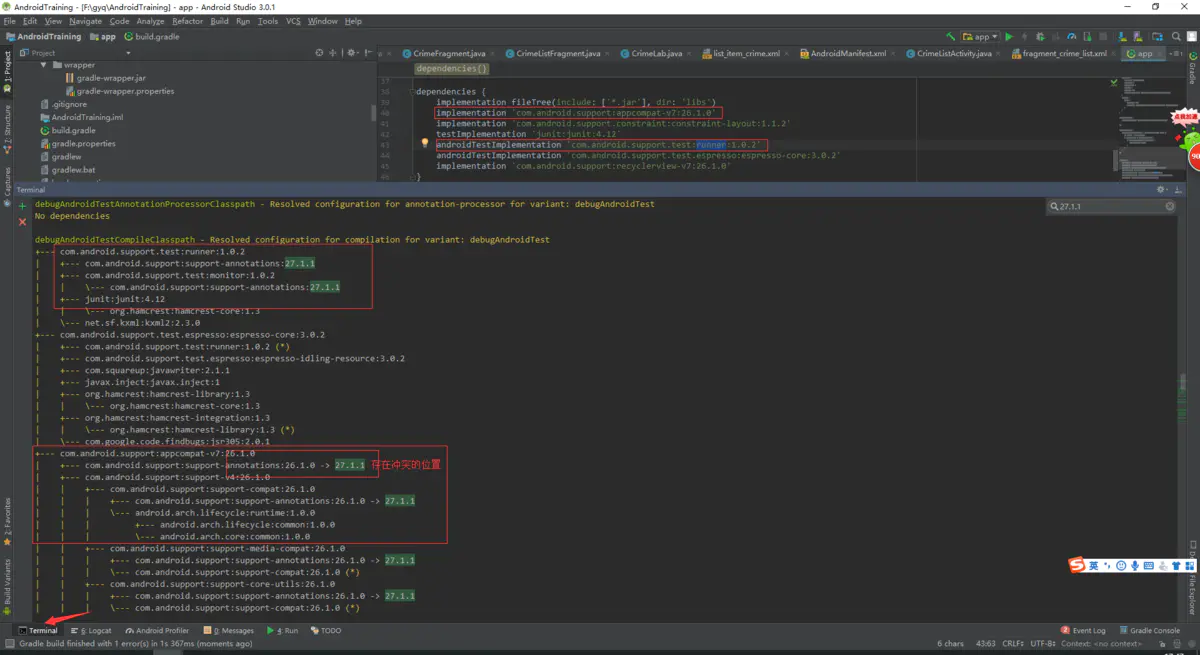 AndroidTraining - [F:\gyq\AndroidTraining] - app - Android Studio 3.0.1
File Edit View Navigate Code Analyze Refactor Build Run Tools VCS Window Help
AndroidTraining app build.gradle
app
Project
CrimeFragment.java CrimeListFragment.java CrimeLab.java list_item_crime.xml AndroidManifest.xml CrimeListActivity.java fragment_crime_list.xml app
1: Project
Z: Structure
Captures
Gradle
wrapper
gradle-wrapper.jar
gradle-wrapper.properties
.gitignore
AndroidTraining.iml
build.gradle
gradle.properties
gradlew
gradlew.bat
dependencies{}
37
38 dependencies {
39 implementation fileTree(include: ['*.jar'], dir: 'libs')
40 implementation 'com.android.support:appcompat-v7:26.1.0'
41 implementation 'com.android.support.constraint:constraint-layout:1.1.2'
42 testImplementation 'junit:junit:4.12'
43 androidTestImplementation 'com.android.support.test:runner:1.0.2'
44 androidTestImplementation 'com.android.support.test.espresso:espresso-core:3.0.2'
45 implementation 'com.android.support:recyclerview-v7:26.1.0'
46 }
90
Terminal
27.1.1
debugAndroidTestAnnotationProcessorClasspath - Resolved configuration for annotation-processor for variant: debugAndroidTest
No dependencies
debugAndroidTestCompileClasspath - Resolved configuration for compilation for variant: debugAndroidTest
+--- com.android.support.test:runner:1.0.2
| +--- com.android.support:support-annotations:27.1.1
| +--- com.android.support.test:monitor:1.0.2
| | \--- com.android.support:support-annotations:27.1.1
| +--- junit:junit:4.12
| | \--- org.hamcrest:hamcrest-core:1.3
| \--- net.sf.kxml:kxml2:2.3.0
+--- com.android.support.test.espresso:espresso-core:3.0.2
| +--- com.android.support.test:runner:1.0.2 (*)
| +--- com.android.support.test.espresso:espresso-idling-resource:3.0.2
| +--- com.squareup:javawriter:2.1.1
| +--- javax.inject:javax.inject:1
| +--- org.hamcrest:hamcrest-library:1.3
| | \--- org.hamcrest:hamcrest-core:1.3
| +--- org.hamcrest:hamcrest-integration:1.3
| | \--- org.hamcrest:hamcrest-library:1.3 (*)
| \--- com.google.code.findbugs:jsr305:2.0.1
+--- com.android.support:appcompat-v7:26.1.0
| +--- com.android.support:support-annotations:26.1.0 -> 27.1.1 存在冲突的位置
| +--- com.android.support:support-v4:26.1.0
| | +--- com.android.support:support-compat:26.1.0
| | | +--- com.android.support:support-annotations:26.1.0 -> 27.1.1
| | | \--- android.arch.lifecycle:runtime:1.0.0
| | | +--- android.arch.lifecycle:common:1.0.0
| | | \--- android.arch.core:common:1.0.0
| | +--- com.android.support:support-media-compat:26.1.0
| | | +--- com.android.support:support-annotations:26.1.0 -> 27.1.1
| | | \--- com.android.support:support-compat:26.1.0 (*)
| | +--- com.android.support:support-core-utils:26.1.0
| | | +--- com.android.support:support-annotations:26.1.0 -> 27.1.1
| | | \--- com.android.support:support-compat:26.1.0 (*)
2: Favorites
Build Variants
File Explorer
英
Terminal 6: Logcat Android Profiler 0: Messages 4: Run TODO
2 Event Log Gradle Console
Gradle build finished with 1 error(s) in 1s 367ms (moments ago)
6 chars 43:63 CRLF÷ UTF-8÷ Context: <no context>